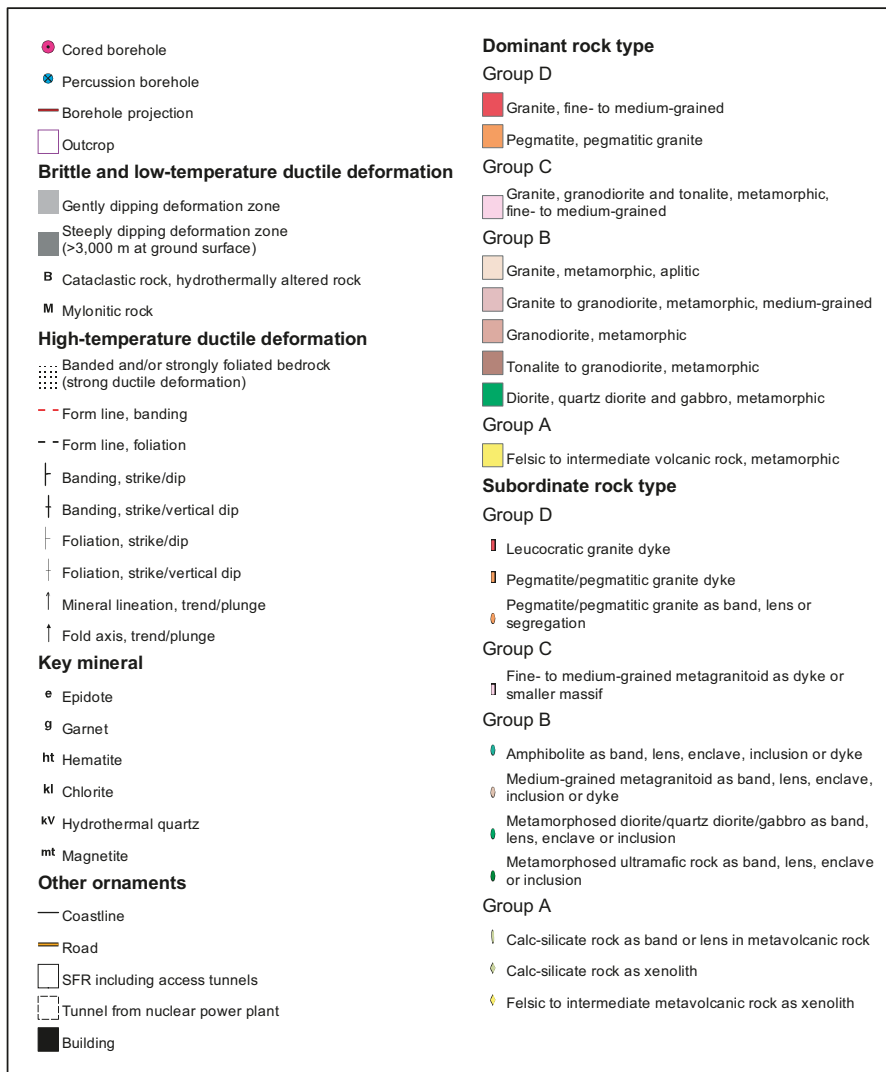 Cored borehole
Percussion borehole
Borehole projection
Outcrop
Brittle and low-temperature ductile deformation
Gently dipping deformation zone
Steeply dipping deformation zone
(>3,000 m at ground surface)
B Cataclastic rock, hydrothermally altered rock
M Mylonitic rock
High-temperature ductile deformation
Banded and/or strongly foliated bedrock
(strong ductile deformation)
Form line, banding
Form line, foliation
Banding, strike/dip
Banding, strike/vertical dip
Foliation, strike/dip
Foliation, strike/vertical dip
Mineral lineation, trend/plunge
Fold axis, trend/plunge
Key mineral
e Epidote
g Garnet
ht Hematite
kl Chlorite
kV Hydrothermal quartz
mt Magnetite
Other ornaments
Coastline
Road
SFR including access tunnels
Tunnel from nuclear power plant
Building
Dominant rock type
Group D
Granite, fine- to medium-grained
Pegmatite, pegmatitic granite
Group C
Granite, granodiorite and tonalite, metamorphic,
fine- to medium-grained
Group B
Granite, metamorphic, aplitic
Granite to granodiorite, metamorphic, medium-grained
Granodiorite, metamorphic
Tonalite to granodiorite, metamorphic
Diorite, quartz diorite and gabbro, metamorphic
Group A
Felsic to intermediate volcanic rock, metamorphic
Subordinate rock type
Group D
Leucocratic granite dyke
Pegmatite/pegmatitic granite dyke
Pegmatite/pegmatitic granite as band, lens or
segregation
Group C
Fine- to medium-grained metagranitoid as dyke or
smaller massif
Group B
Amphibolite as band, lens, enclave, inclusion or dyke
Medium-grained metagranitoid as band, lens, enclave,
inclusion or dyke
Metamorphosed diorite/quartz diorite/gabbro as band,
lens, enclave or inclusion
Metamorphosed ultramafic rock as band, lens, enclave
or inclusion
Group A
Calc-silicate rock as band or lens in metavolcanic rock
Calc-silicate rock as xenolith
Felsic to intermediate metavolcanic rock as xenolith